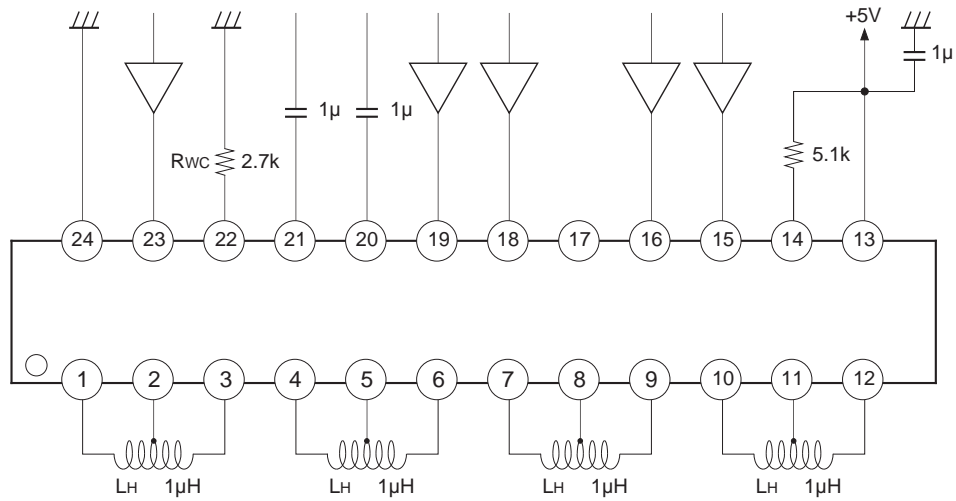 +5V
1µ
1µ 1µ
RWC 2.7k 5.1k
24 23 22 21 20 19 18 17 16 15 14 13
1 2 3 4 5 6 7 8 9 10 11 12
LH 1µH LH 1µH LH 1µH LH 1µH